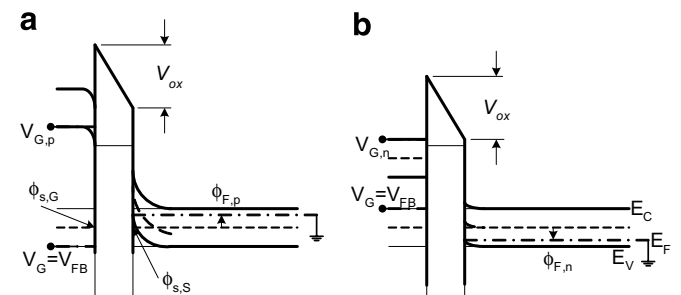 a
V_ox
V_G,p
ϕ_s,G
V_G=V_FB
ϕ_F,p
ϕ_s,S
b
V_ox
V_G,n
V_G=V_FB
E_C
E_F
E_V
ϕ_F,n